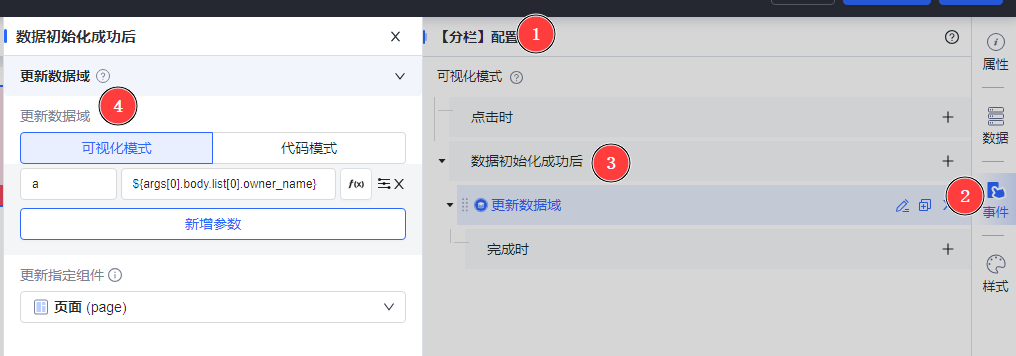 数据初始化成功后
更新数据域
4
更新数据域
可视化模式 代码模式
a ${args[0].body.list[0].owner_name} f(x)
新增参数
更新指定组件
页面 (page)
【分栏】配置
1
可视化模式
点击时
数据初始化成功后
3
更新数据域
完成时
属性
数据
2
事件
样式